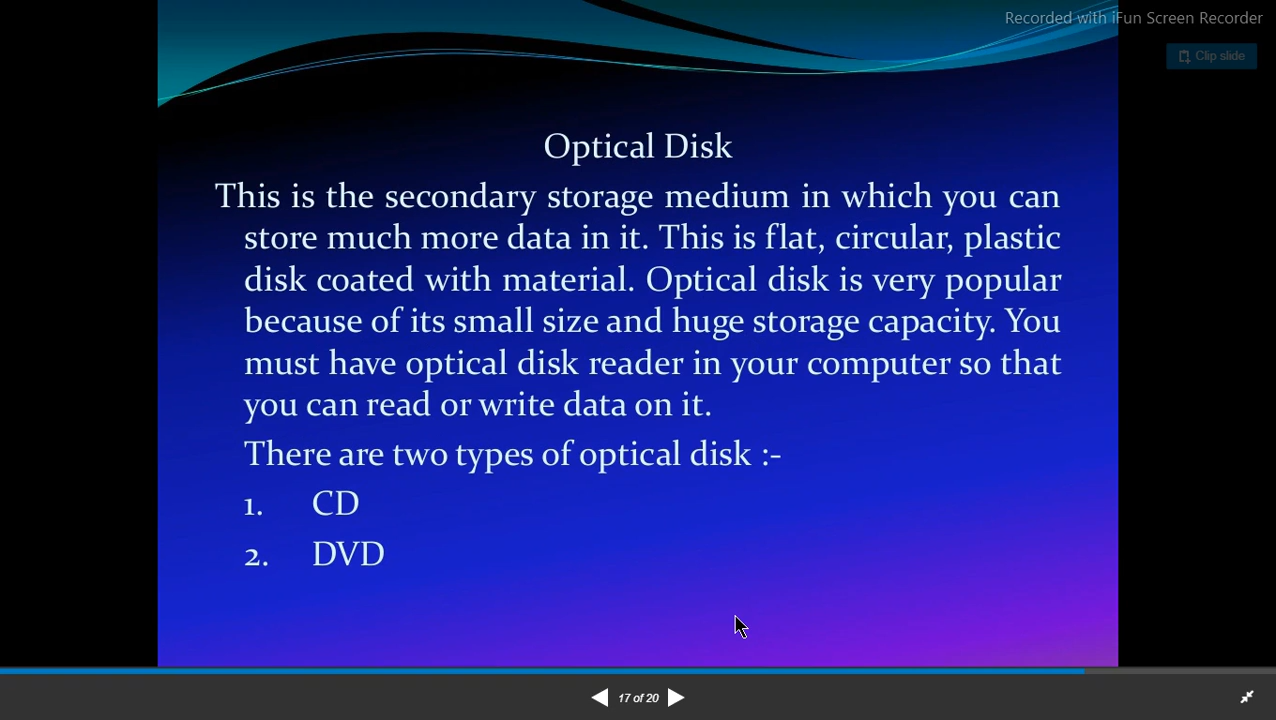 Recorded with iFun Screen Recorder
Clip slide
Optical Disk
This is the secondary storage medium in which you can
store much more data in it. This is flat, circular, plastic
disk coated with material. Optical disk is very popular
because of its small size and huge storage capacity. You
must have optical disk reader in your computer so that
you can read or write data on it.
There are two types of optical disk :-
1. CD
2. DVD
17 of 20